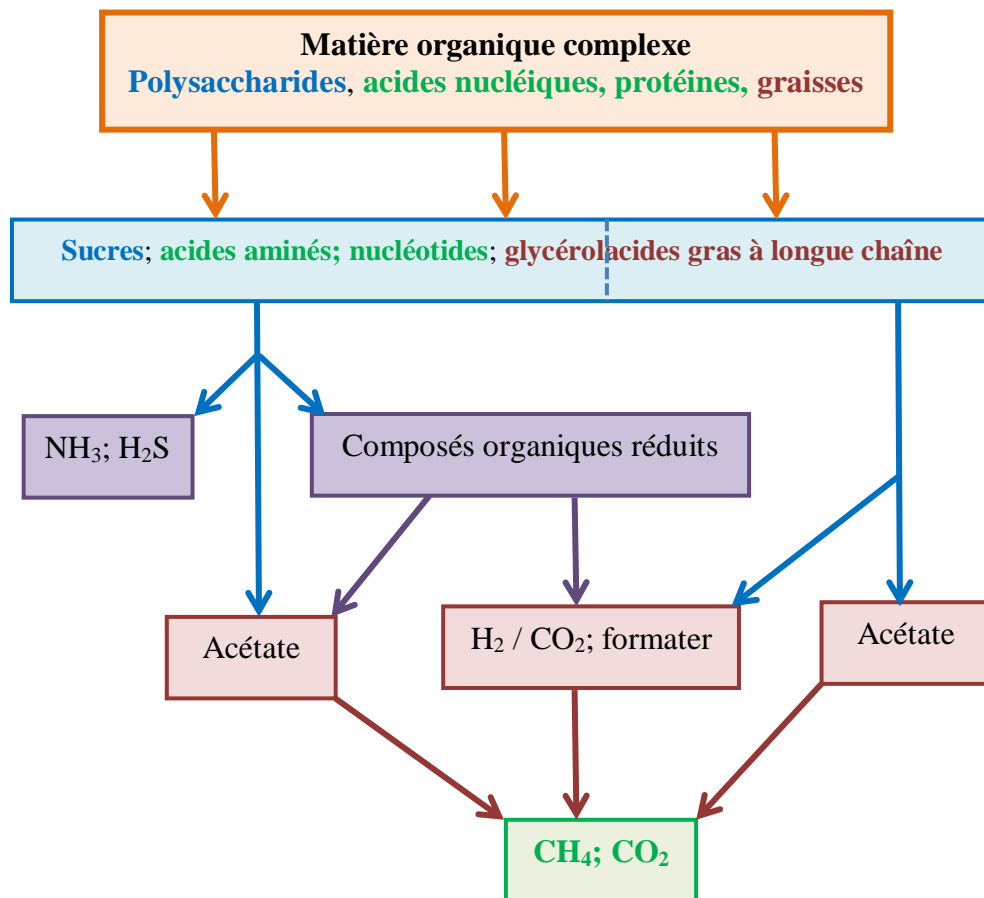 Matière organique complexe
Polysaccharides, acides nucléiques, protéines, graisses
Sucres; acides aminés; nucléotides; glycérolacides gras à longue chaîne
NH₃; H₂S
Composés organiques réduits
Acétate
H₂ / CO₂; formater
Acétate
CH₄; CO₂